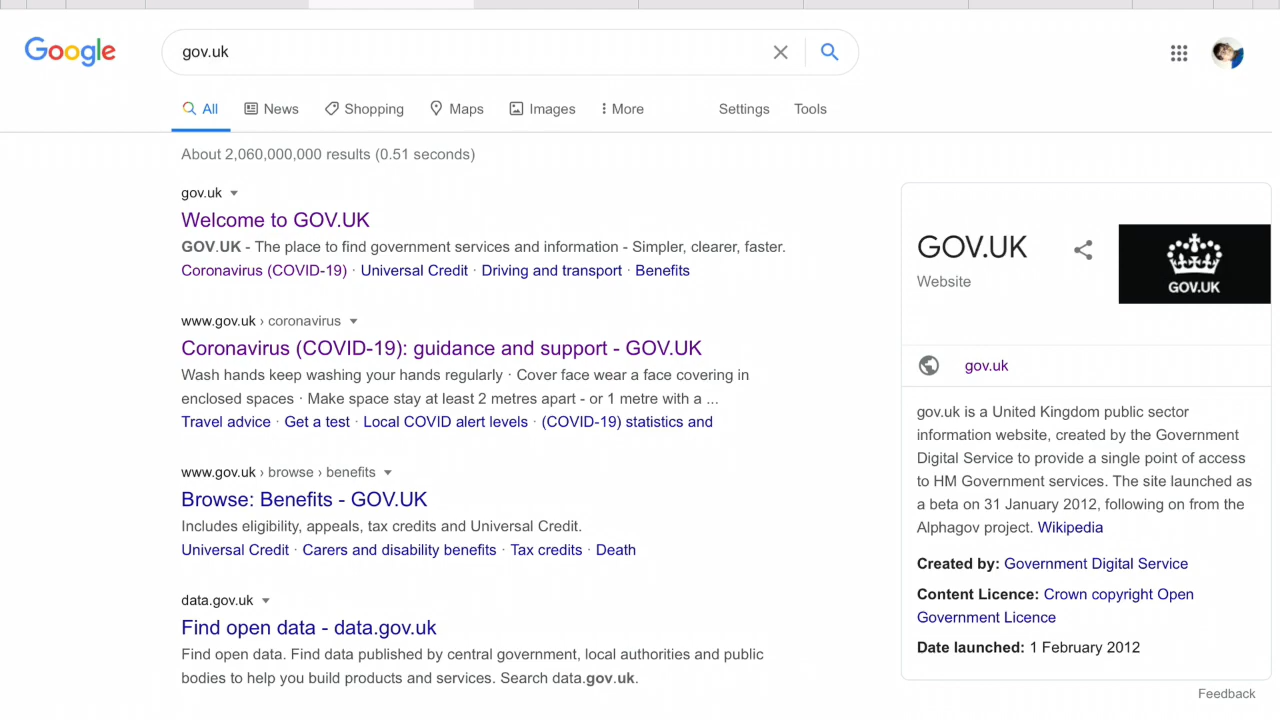 Google
gov.uk
All News Shopping Maps Images More Settings Tools
About 2,060,000,000 results (0.51 seconds)
gov.uk
Welcome to GOV.UK
GOV.UK - The place to find government services and information - Simpler, clearer, faster.
Coronavirus (COVID-19) · Universal Credit · Driving and transport · Benefits
www.gov.uk › coronavirus
Coronavirus (COVID-19): guidance and support - GOV.UK
Wash hands keep washing your hands regularly · Cover face wear a face covering in
enclosed spaces · Make space stay at least 2 metres apart - or 1 metre with a ...
Travel advice · Get a test · Local COVID alert levels · (COVID-19) statistics and
www.gov.uk › browse › benefits
Browse: Benefits - GOV.UK
Includes eligibility, appeals, tax credits and Universal Credit.
Universal Credit · Carers and disability benefits · Tax credits · Death
data.gov.uk
Find open data - data.gov.uk
Find open data. Find data published by central government, local authorities and public
bodies to help you build products and services. Search data.gov.uk.
GOV.UK
Website
GOV.UK
gov.uk
gov.uk is a United Kingdom public sector
information website, created by the Government
Digital Service to provide a single point of access
to HM Government services. The site launched as
a beta on 31 January 2012, following on from the
Alphagov project. Wikipedia
Created by: Government Digital Service
Content Licence: Crown copyright Open
Government Licence
Date launched: 1 February 2012
Feedback